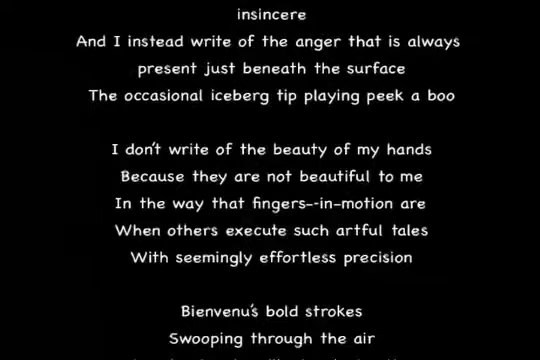 insincere
And I instead write of the anger that is always
present just beneath the surface
The occasional iceberg tip playing peek a boo
I don't write of the beauty of my hands
Because they are not beautiful to me
In the way that fingers--in-motion are
When others execute such artful tales
With seemingly effortless precision
Bienvenu's bold strokes
Swooping through the air